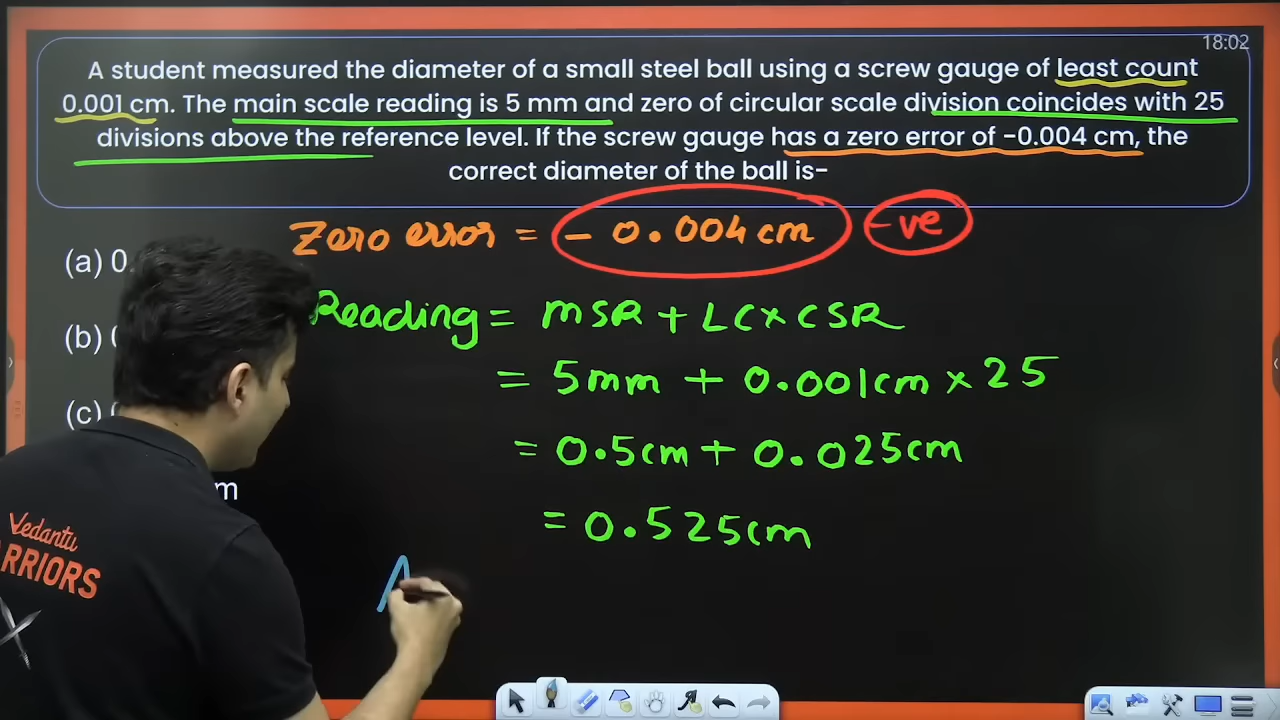 18:02
A student measured the diameter of a small steel ball using a screw gauge of least count
0.001 cm. The main scale reading is 5 mm and zero of circular scale division coincides with 25
divisions above the reference level. If the screw gauge has a zero error of -0.004 cm, the
correct diameter of the ball is-
Zero error = - 0.004 cm -ve
(a) 0.
Reading = MSR + LC×CSR
(b)
= 5mm + 0.001cm × 25
(c)
= 0.5cm + 0.025cm
m
= 0.525cm
Vedantu